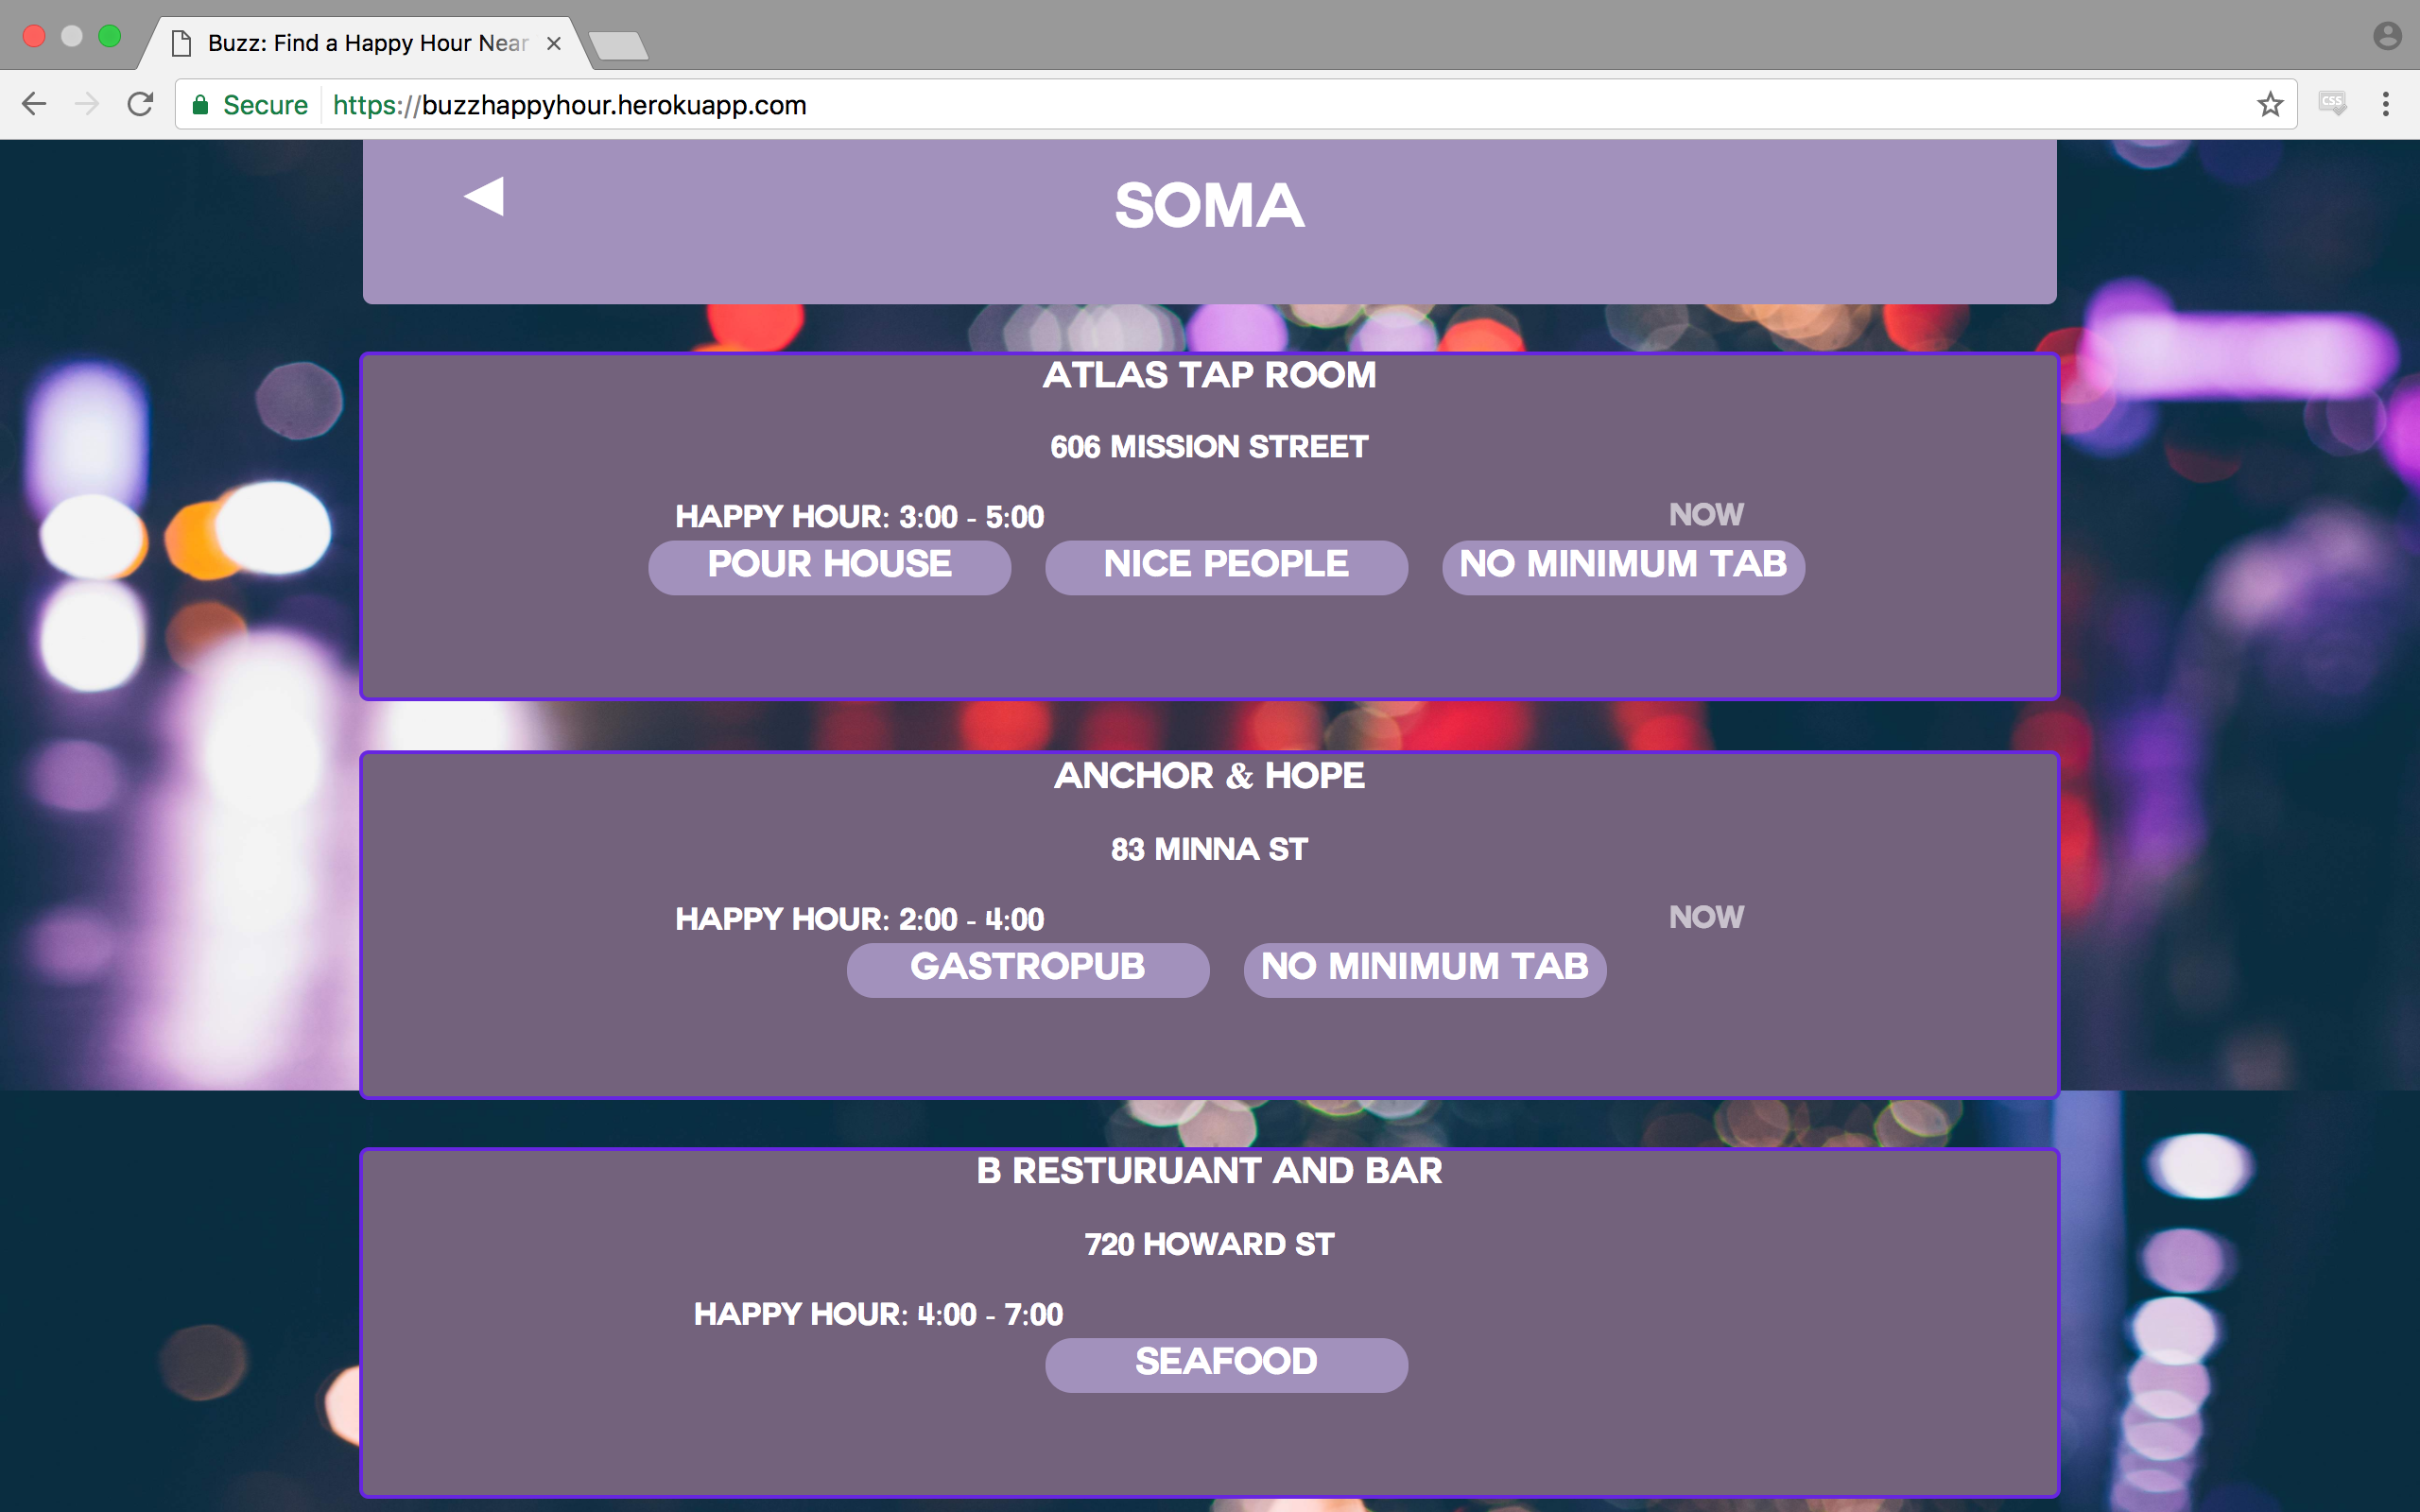 Buzz: Find a Happy Hour Near
Secure https://buzzhappyhour.herokuapp.com
CSS
SOMA
ATLAS TAP ROOM
606 MISSION STREET
HAPPY HOUR: 3:00 - 5:00 NOW
POUR HOUSE NICE PEOPLE NO MINIMUM TAB
ANCHOR & HOPE
83 MINNA ST
HAPPY HOUR: 2:00 - 4:00 NOW
GASTROPUB NO MINIMUM TAB
B RESTURUANT AND BAR
720 HOWARD ST
HAPPY HOUR: 4:00 - 7:00
SEAFOOD